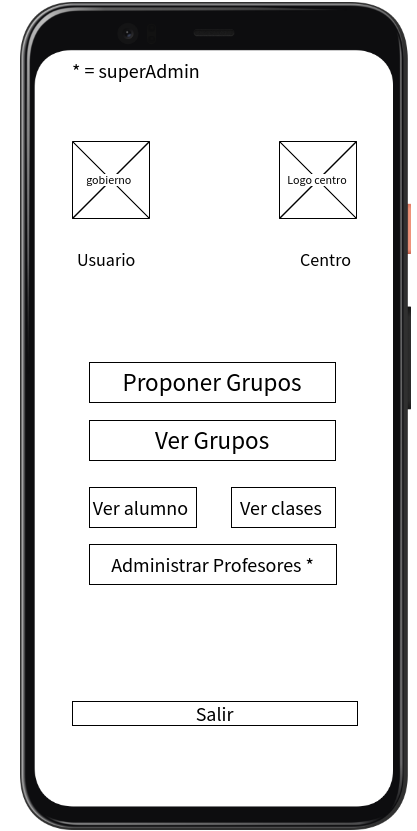 * = superAdmin
gobierno
Logo centro
Usuario
Centro
Proponer Grupos
Ver Grupos
Ver alumno
Ver clases
Administrar Profesores *
Salir